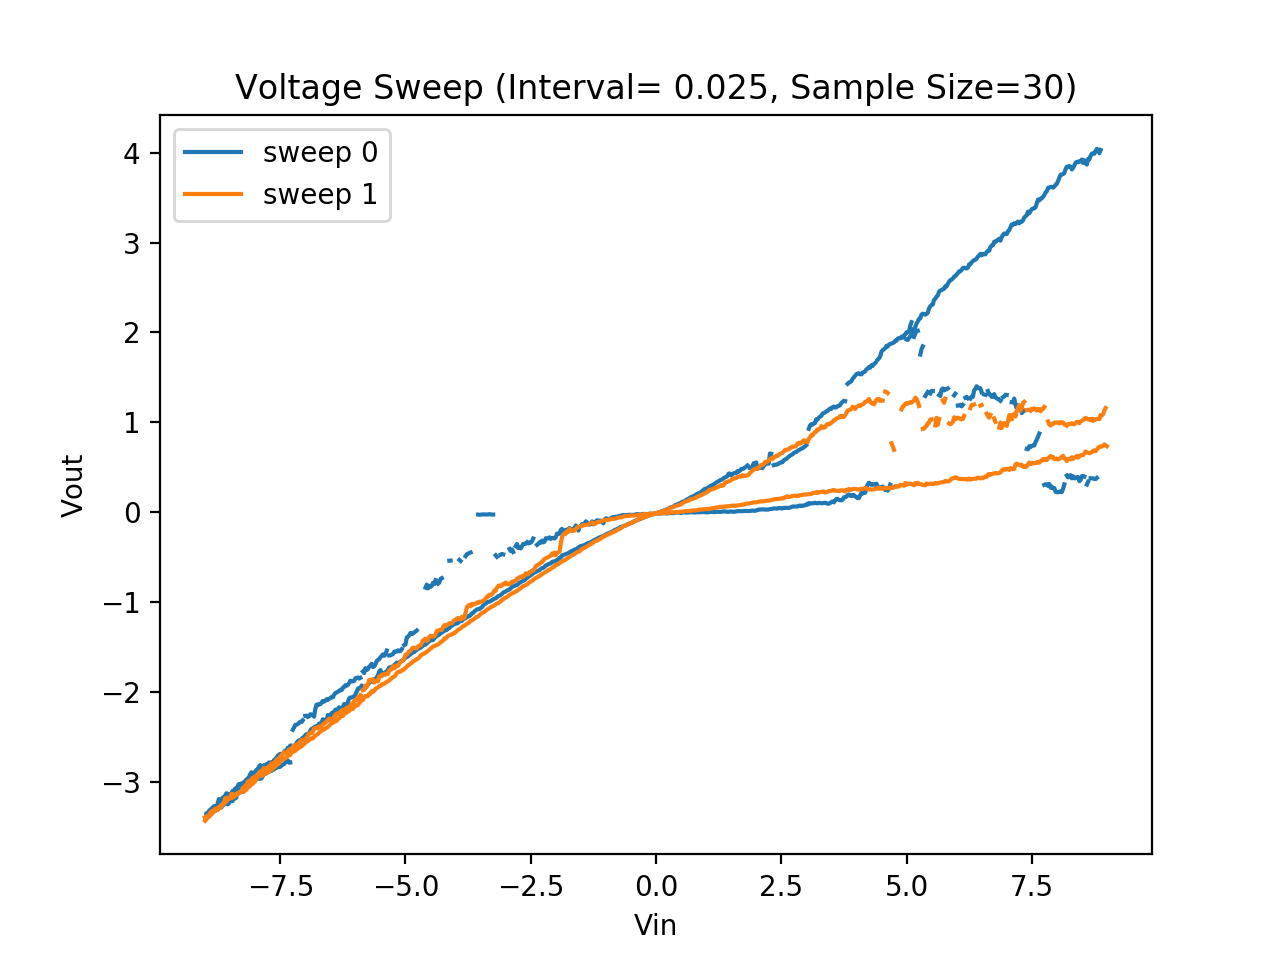 Voltage Sweep (Interval= 0.025, Sample Size=30)
sweep 0
sweep 1
4
3
2
1
0
−1
−2
−3
Vout
−7.5 −5.0 −2.5 0.0 2.5 5.0 7.5
Vin